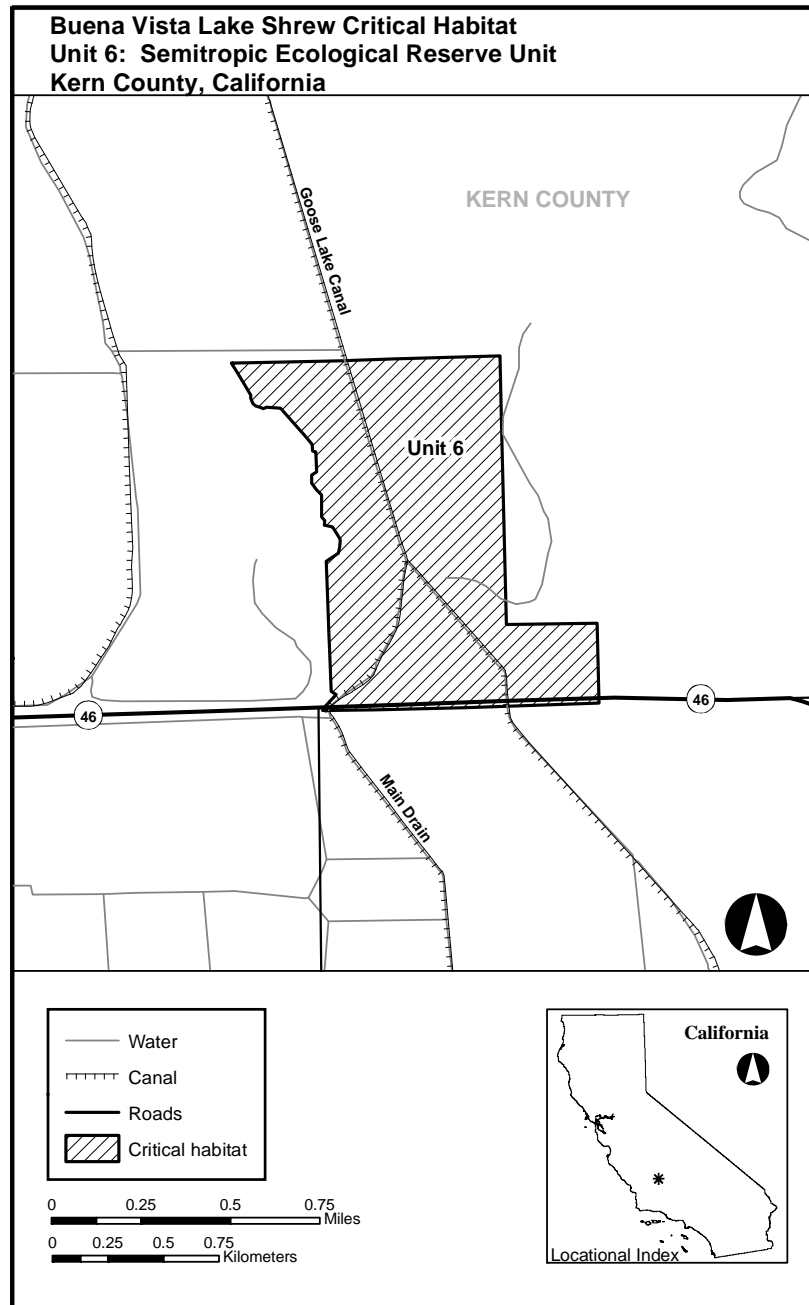 Buena Vista Lake Shrew Critical Habitat
Unit 6: Semitropic Ecological Reserve Unit
Kern County, California
KERN COUNTY
Goose Lake Canal
Unit 6
46
46
Main Drain
Water
Canal
Roads
Critical habitat
0 0.25 0.5 0.75
Miles
0 0.25 0.5 0.75
Kilometers
California
Locational Index